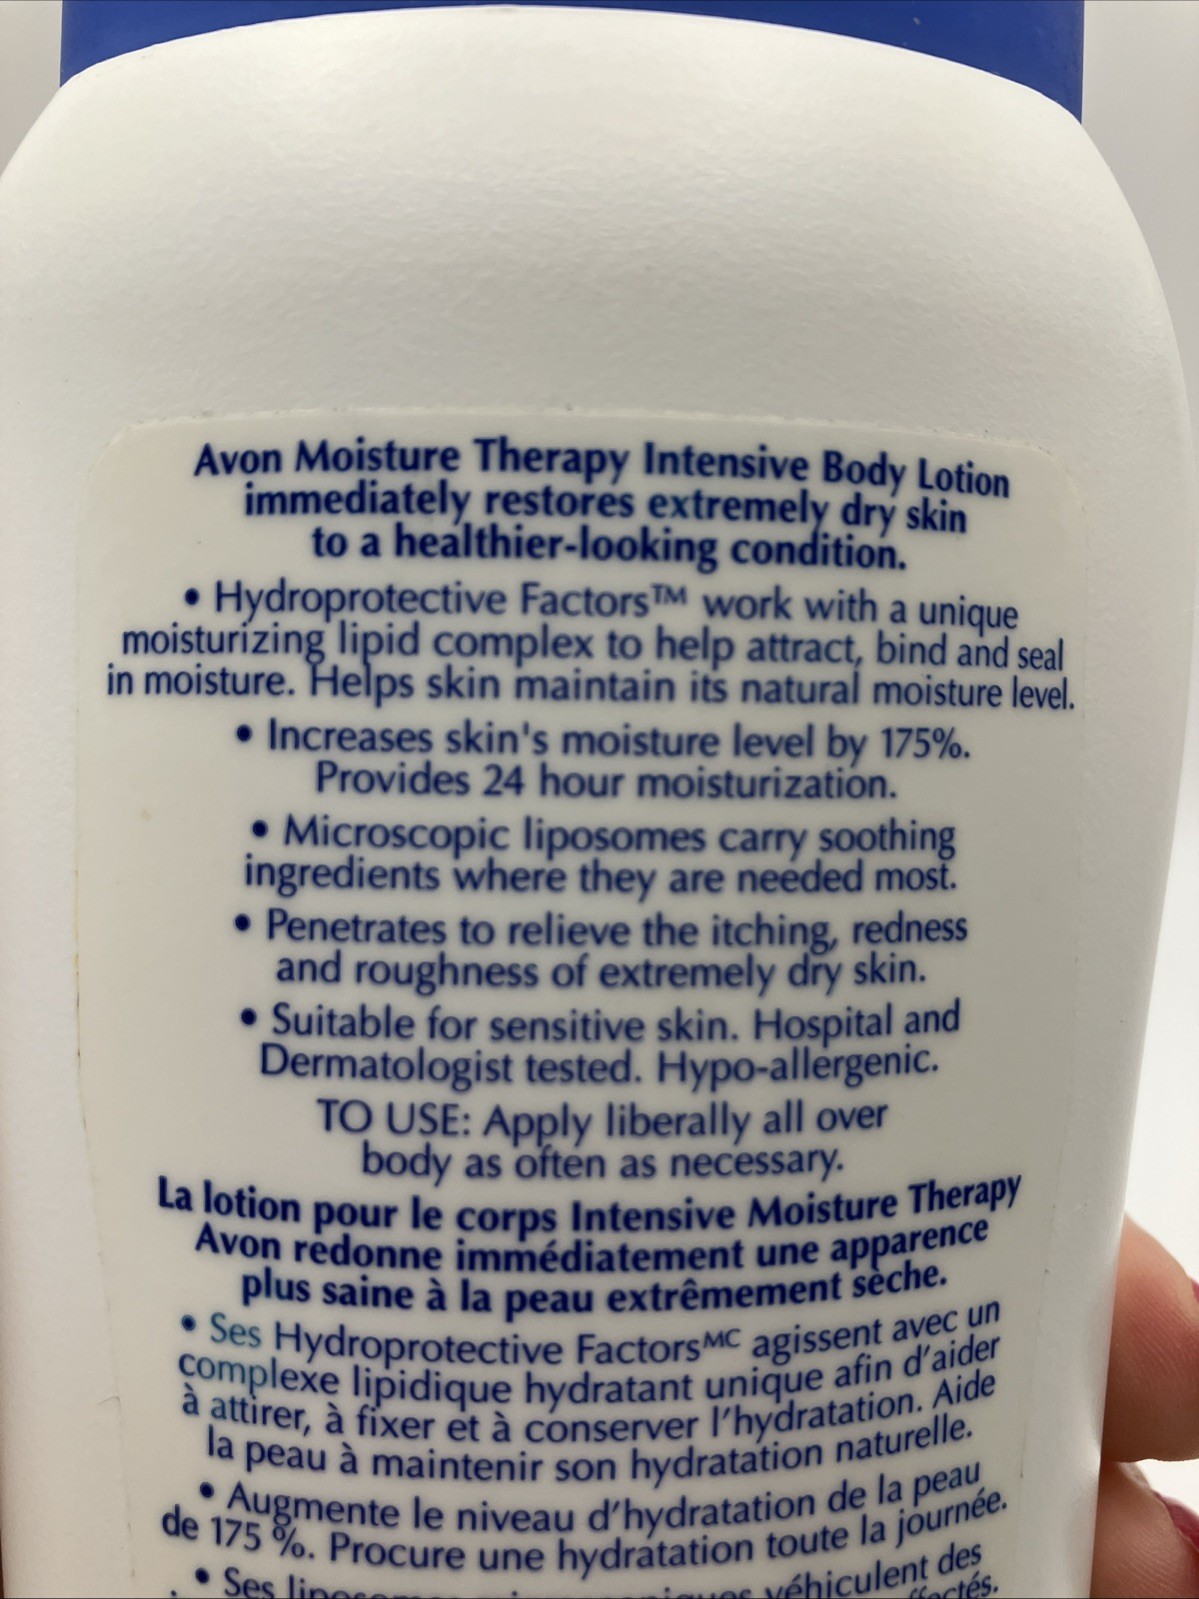 Avon Moisture Therapy Intensive Body Lotion
immediately restores extremely dry skin
to a healthier-looking condition.
• Hydroprotective Factors™ work with a unique
moisturizing lipid complex to help attract, bind and seal
in moisture. Helps skin maintain its natural moisture level.
• Increases skin's moisture level by 175%.
Provides 24 hour moisturization.
• Microscopic liposomes carry soothing
ingredients where they are needed most.
• Penetrates to relieve the itching, redness
and roughness of extremely dry skin.
• Suitable for sensitive skin. Hospital and
Dermatologist tested. Hypo-allergenic.
TO USE: Apply liberally all over
body as often as necessary.
La lotion pour le corps Intensive Moisture Therapy
Avon redonne immédiatement une apparence
plus saine à la peau extrêmement sèche.
• Ses Hydroprotective Factorsᴹᶜ agissent avec un
complexe lipidique hydratant unique afin d'aider
à attirer, à fixer et à conserver l'hydratation. Aide
la peau à maintenir son hydratation naturelle.
• Augmente le niveau d'hydratation de la peau
de 175 %. Procure une hydratation toute la journée.
• Ses véhiculent des